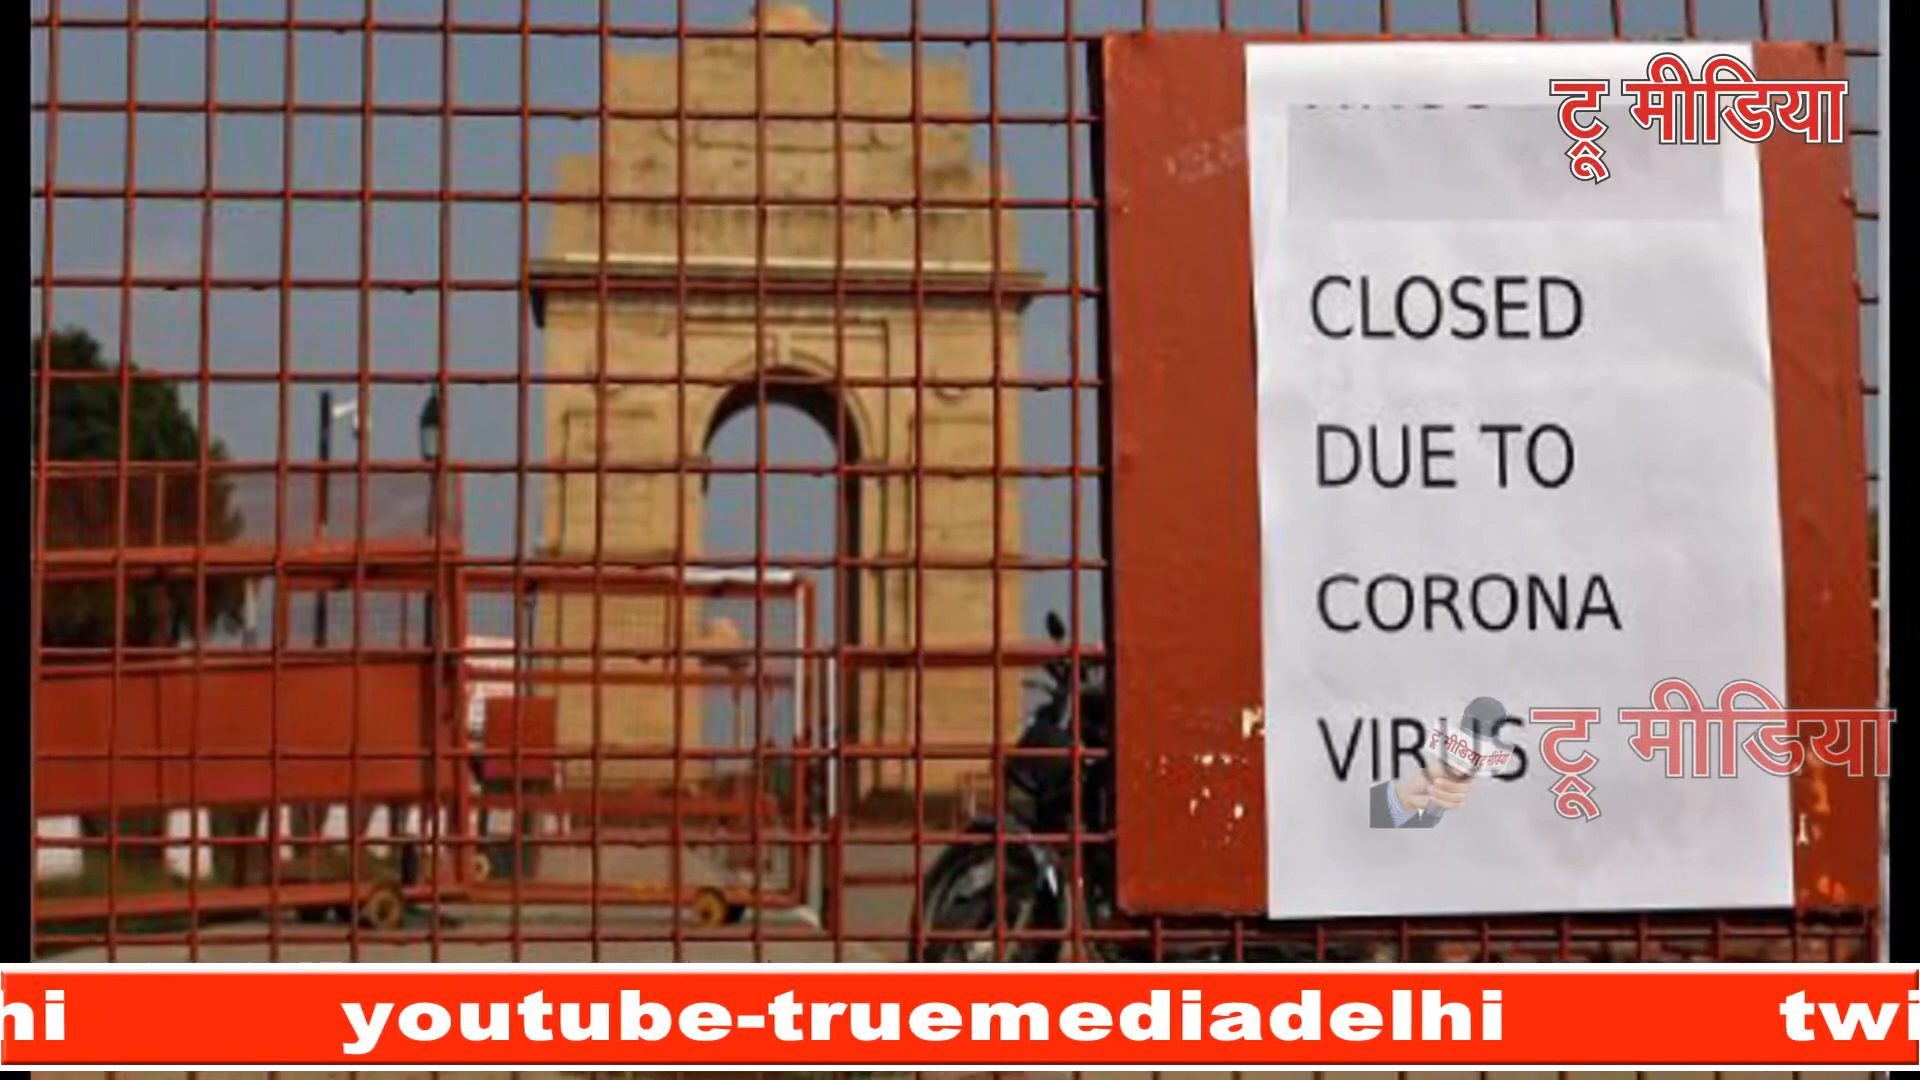 ट्रू मीडिया
CLOSED
DUE TO
CORONA
VIRUS
ट्रू मीडिया
ट्रू मीडिया
hi youtube-truemediadelhi twi